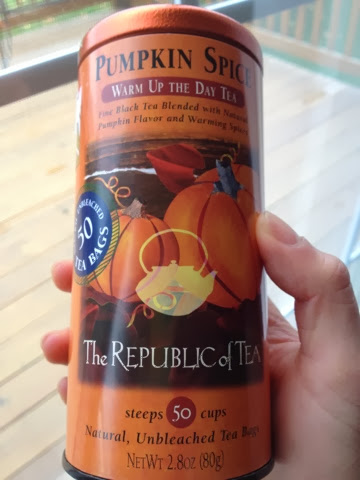 PUMPKIN SPICE
WARM UP THE DAY TEA
Fine Black Tea Blended with Natural
Pumpkin Flavor and Warming Spices
UNBLEACHED
50
TEA BAGS
The REPUBLIC of TEA
steeps 50 cups
Natural, Unbleached Tea Bags
NET WT 2.8oz (80g)